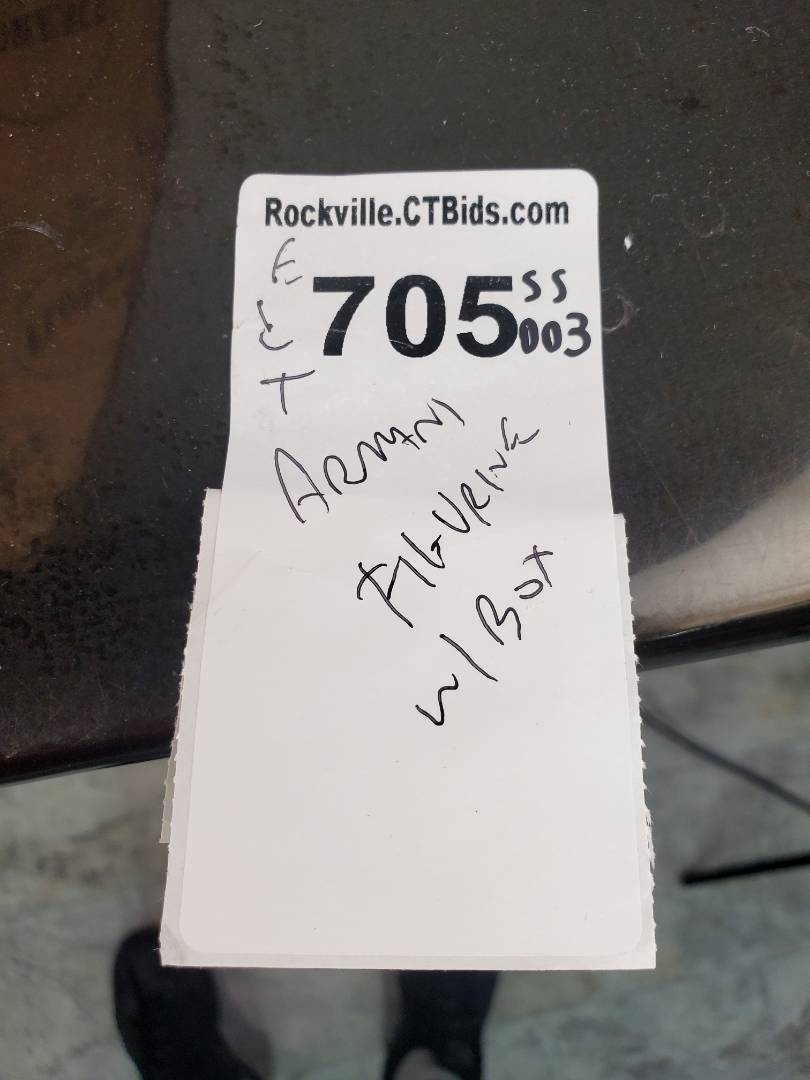 Rockville.CTBids.com
705 SS 003
ARMANI
FIGURINE
W/ BOX